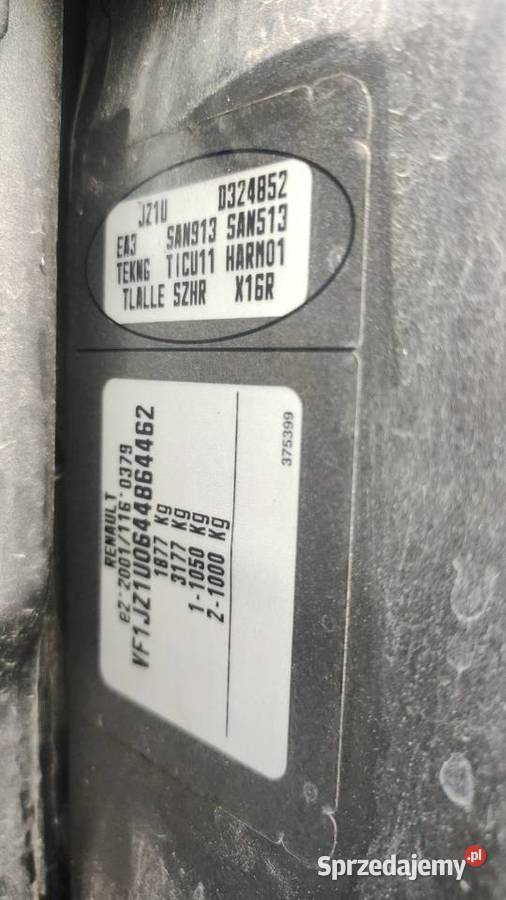 JZ1U D324852
EA3 SAN913 SAN513
TEKNG TICU11 HARM01
TLALLE SZHR X16R
RENAULT
e2*2001/116*0379
VF1JZ1U0644864462
1877 Kg
3177 Kg
1-1050 Kg
2-1000 Kg
375399
Sprzedajemy.pl